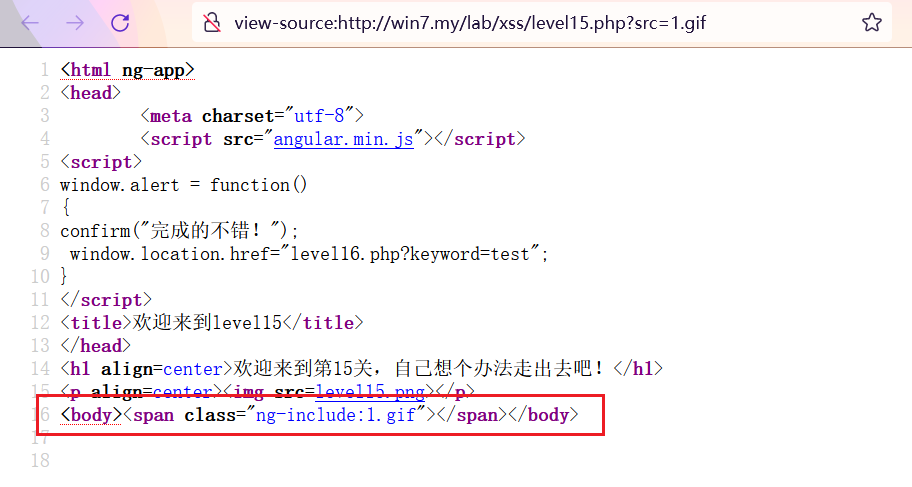 view-source:http://win7.my/lab/xss/level15.php?src=1.gif
1 <html ng-app>
2 <head>
3 <meta charset="utf-8">
4 <script src="angular.min.js"></script>
5 <script>
6 window.alert = function()
7 {
8 confirm("完成的不错！");
9 window.location.href="level16.php?keyword=test";
10 }
11 </script>
12 <title>欢迎来到level15</title>
13 </head>
14 <h1 align=center>欢迎来到第15关，自己想个办法走出去吧！</h1>
15 <p align=center><img src=level15.png></p>
16 <body><span class="ng-include:1.gif"></span></body>
17
18